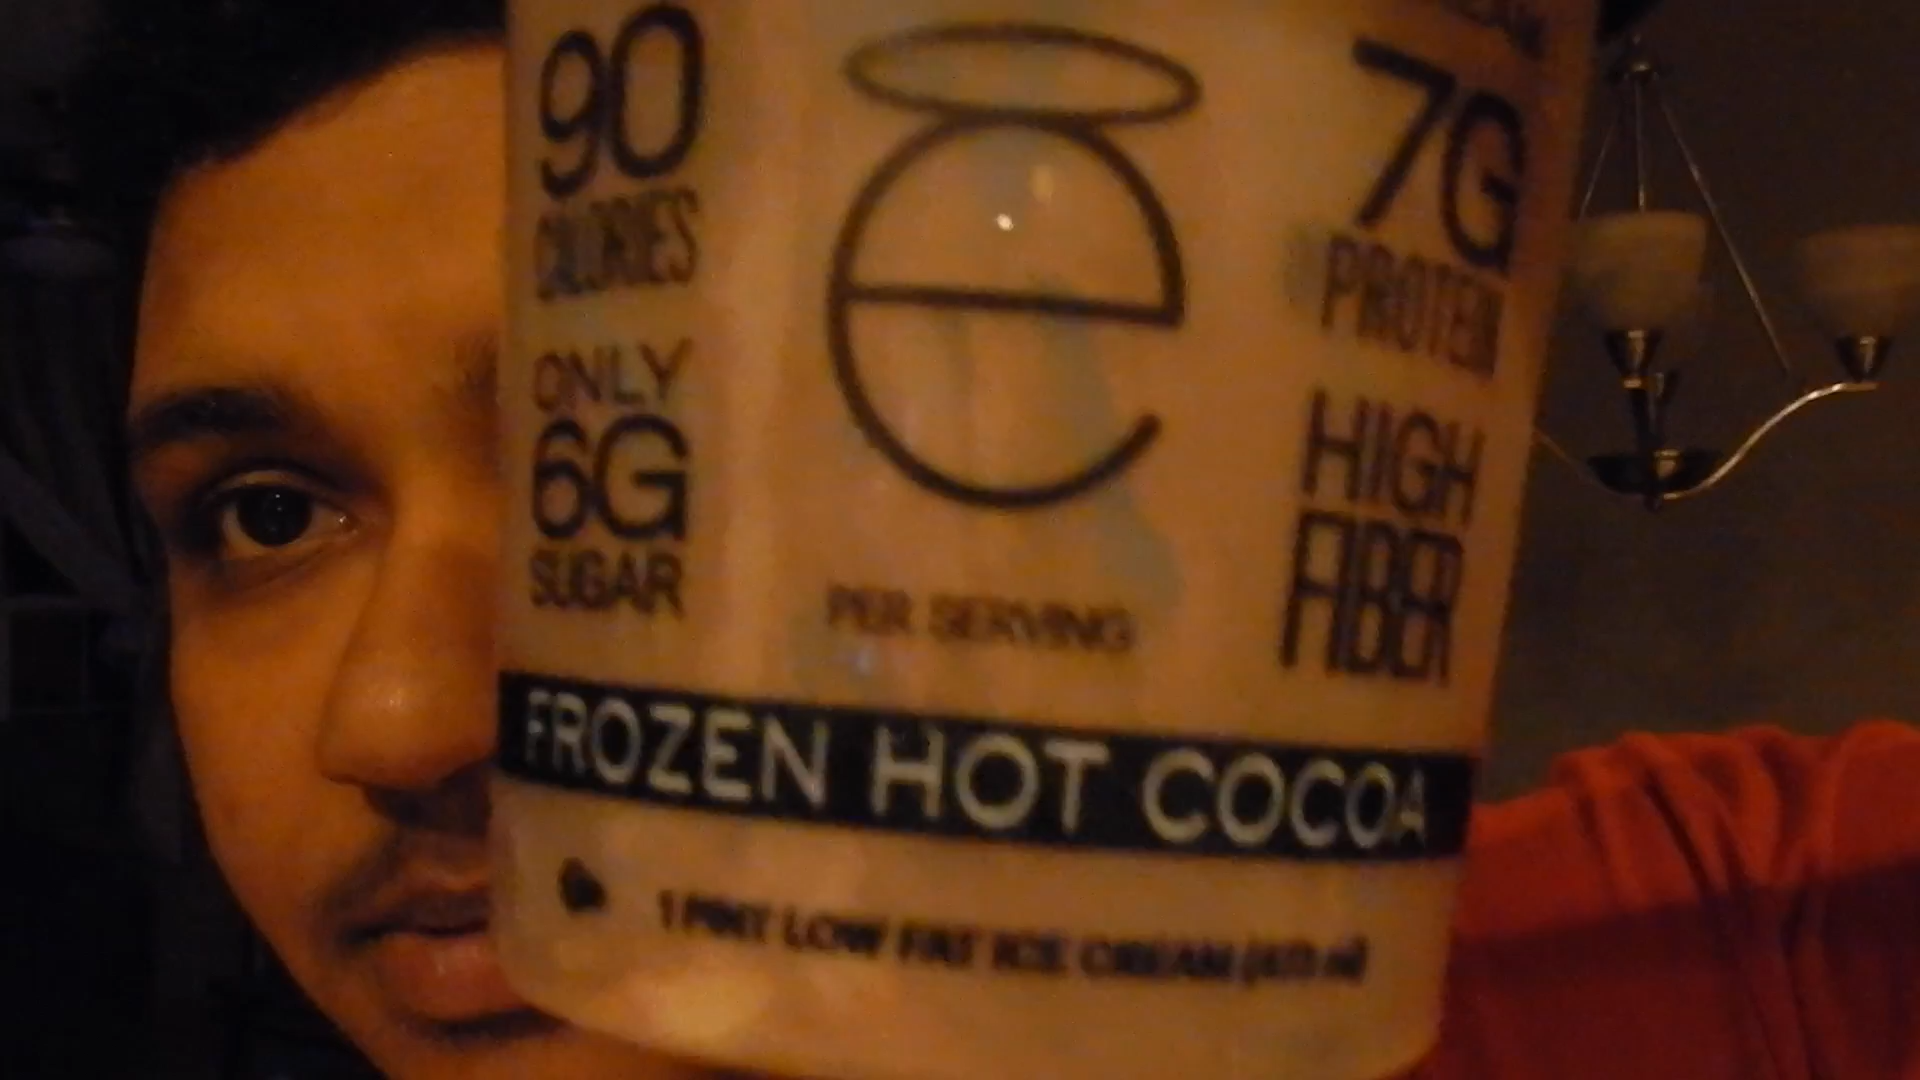 90
CALORIES
ONLY
6G
SUGAR
e
PER SERVING
7G
PROTEIN
HIGH
FIBER
FROZEN HOT COCOA
1 PINT LOW FAT ICE CREAM